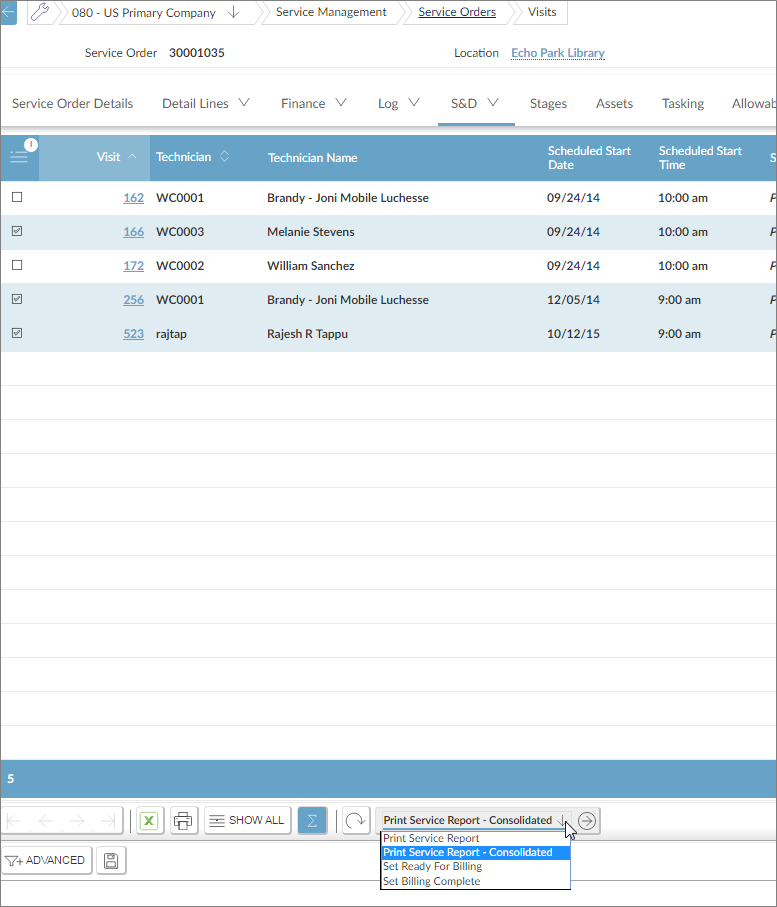 080 - US Primary Company Service Management Service Orders Visits
Service Order 30001035 Location Echo Park Library
Service Order Details Detail Lines Finance Log S&D Stages Assets Tasking Allowab
Visit Technician Technician Name Scheduled Start Date Scheduled Start Time S
162 WC0001 Brandy - Joni Mobile Luchesse 09/24/14 10:00 am P
166 WC0003 Melanie Stevens 09/24/14 10:00 am P
172 WC0002 William Sanchez 09/24/14 10:00 am P
256 WC0001 Brandy - Joni Mobile Luchesse 12/05/14 9:00 am P
523 rajtap Rajesh R Tappu 10/12/15 9:00 am P
5
X SHOW ALL Σ Print Service Report - Consolidated
Print Service Report
Print Service Report - Consolidated
Set Ready For Billing
Set Billing Complete
ADVANCED